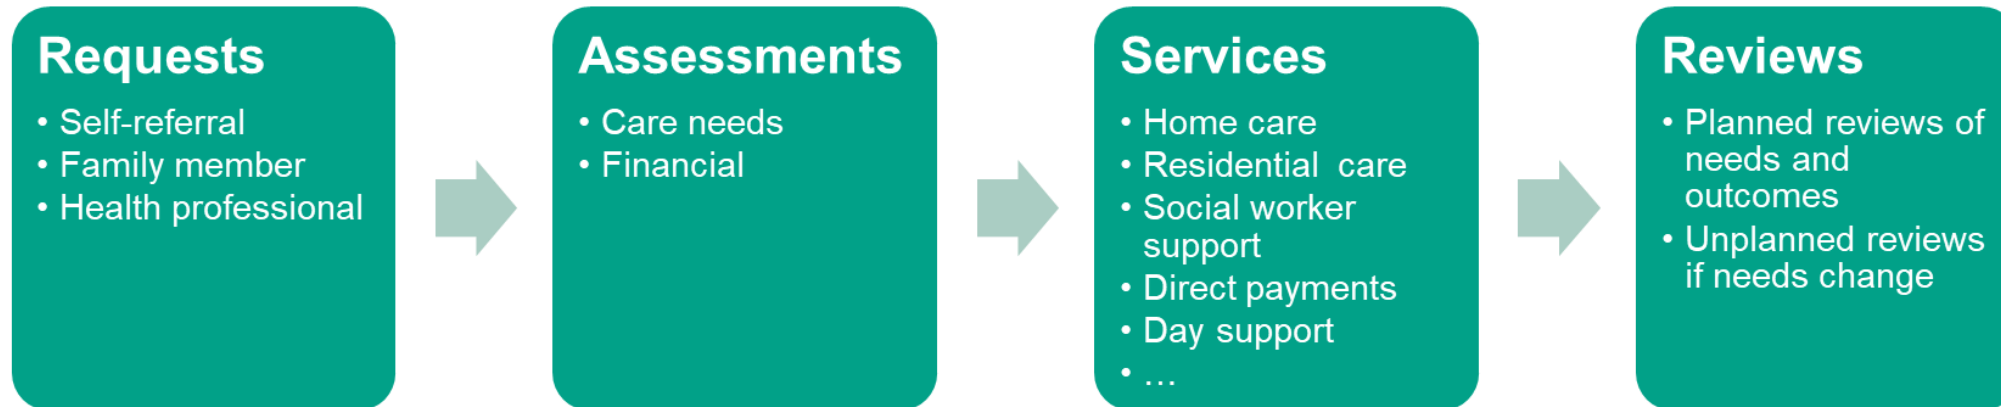 Requests
• Self-referral
• Family member
• Health professional
Assessments
• Care needs
• Financial
Services
• Home care
• Residential care
• Social worker
support
• Direct payments
• Day support
• ...
Reviews
• Planned reviews of
needs and
outcomes
• Unplanned reviews
if needs change